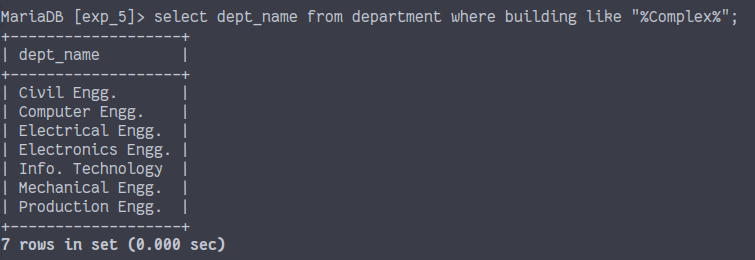 MariaDB [exp_5]> select dept_name from department where building like "%Complex%";
+-------------------+
| dept_name         |
+-------------------+
| Civil Engg.       |
| Computer Engg.    |
| Electrical Engg.  |
| Electronics Engg. |
| Info. Technology  |
| Mechanical Engg.  |
| Production Engg.  |
+-------------------+
7 rows in set (0.000 sec)